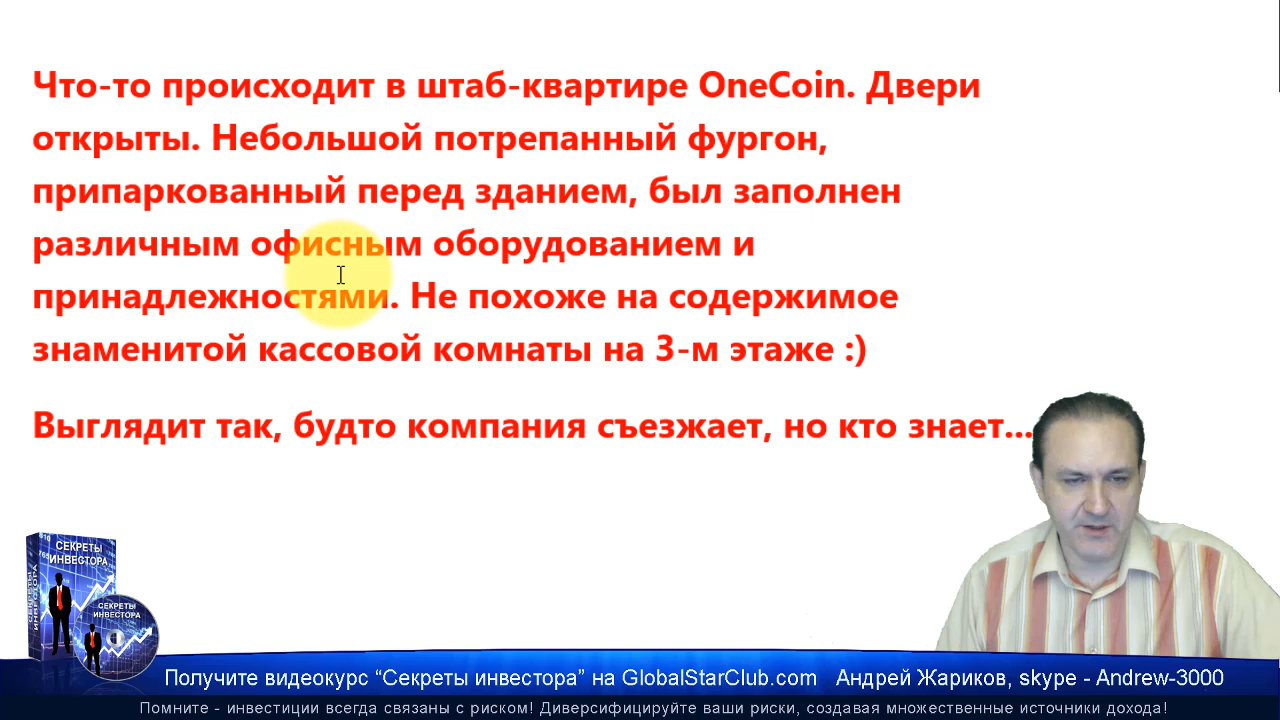 Что-то происходит в штаб-квартире OneCoin. Двери
открыты. Небольшой потрепанный фургон,
припаркованный перед зданием, был заполнен
различным офисным оборудованием и
принадлежностями. Не похоже на содержимое
знаменитой кассовой комнаты на 3-м этаже :)
Выглядит так, будто компания съезжает, но кто знает...
СЕКРЕТЫ
ИНВЕСТОРА
СЕКРЕТЫ
ИНВЕСТОРА
Получите видеокурс “Секреты инвестора” на GlobalStarClub.com Андрей Жариков, skype - Andrew-3000
Помните - инвестиции всегда связаны с риском! Диверсифицируйте ваши риски, создавая множественные источники дохода!